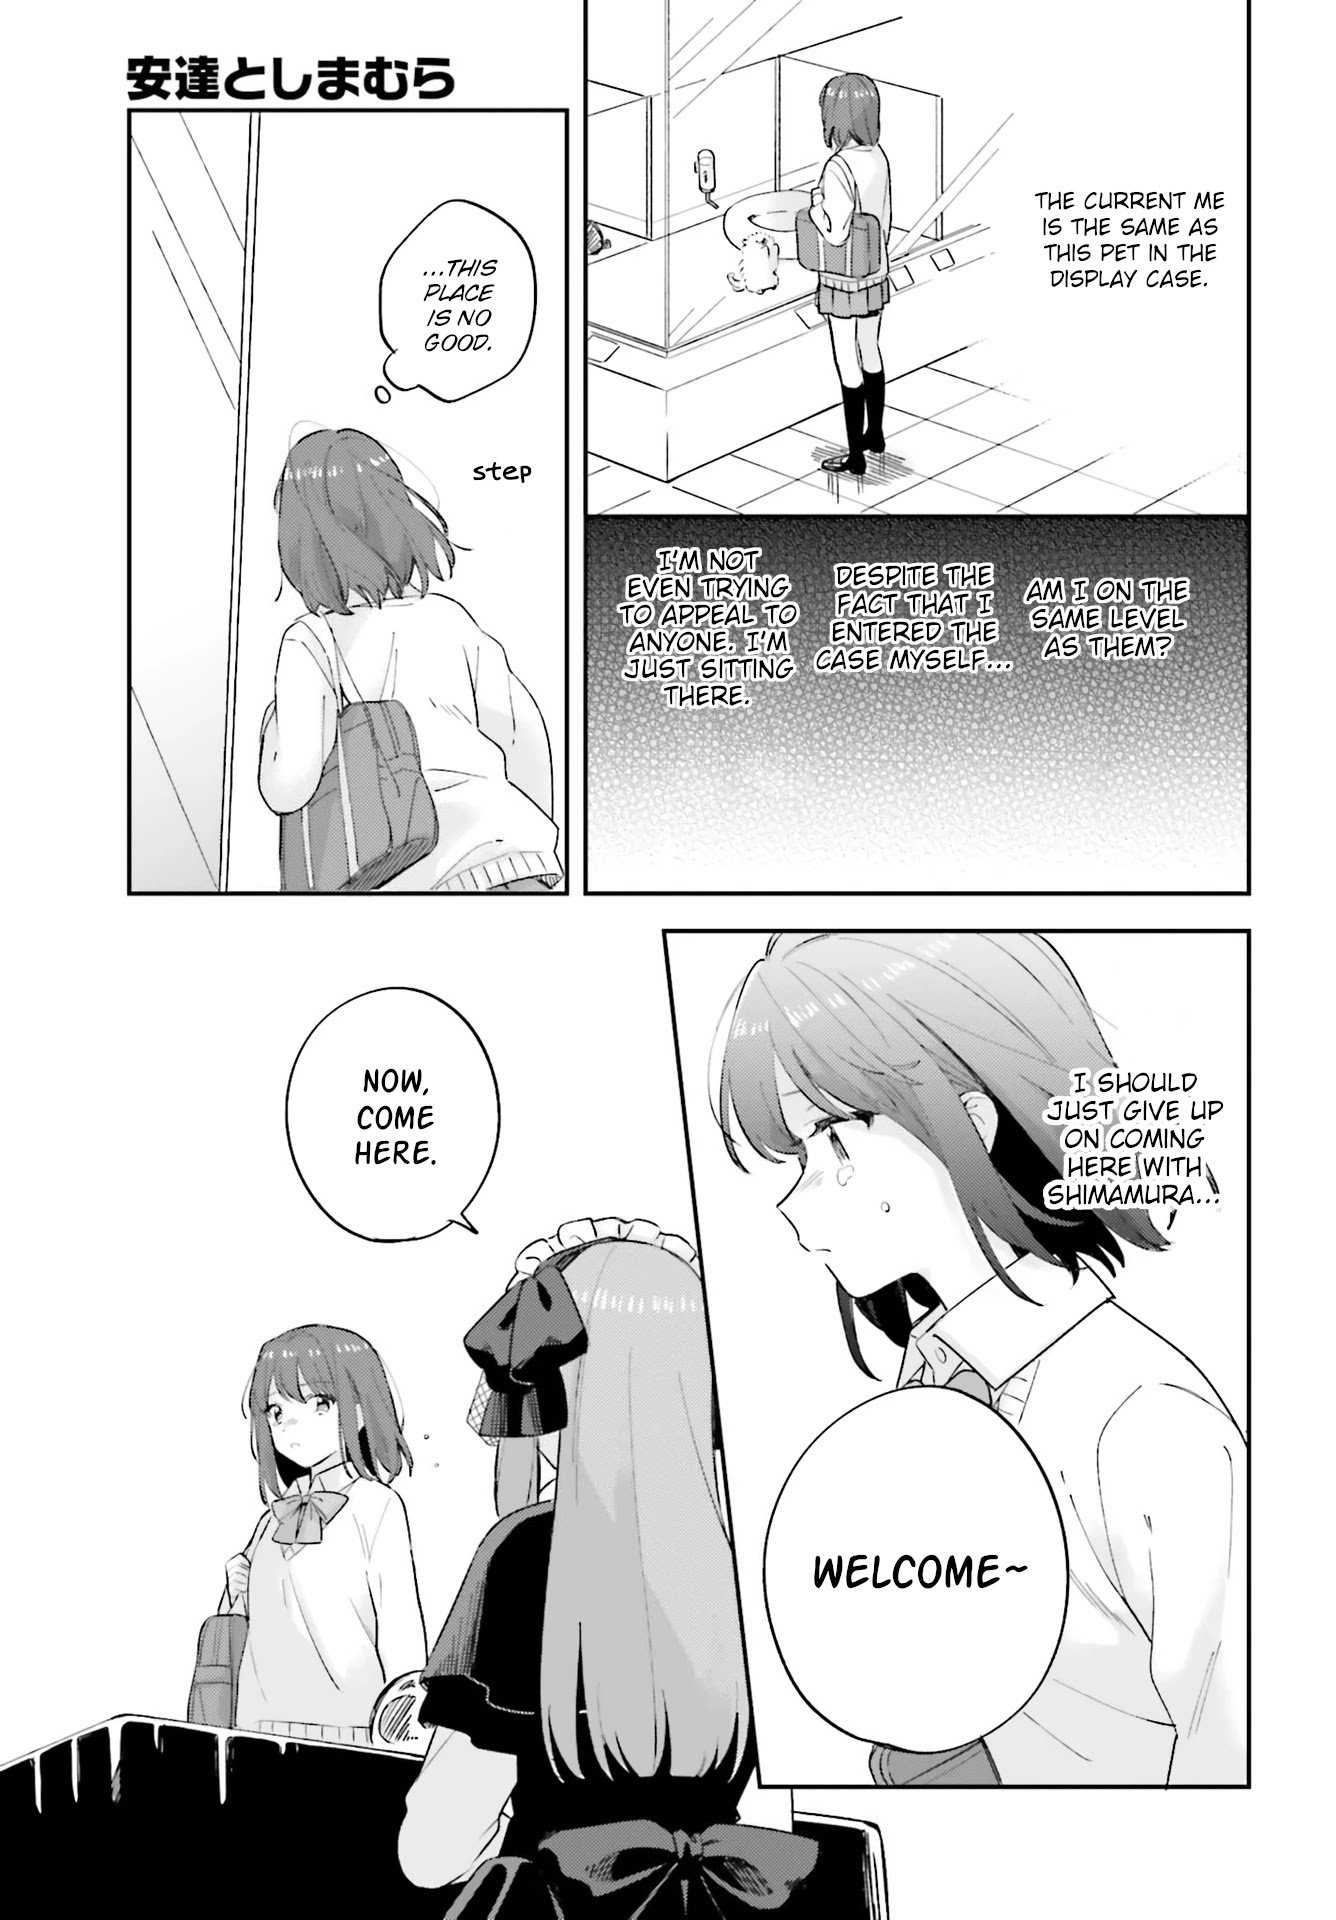 安達としまむら
THE CURRENT ME
IS THE SAME AS
THIS PET IN THE
DISPLAY CASE.
AM I ON THE
SAME LEVEL
AS THEM?
DESPITE THE
FACT THAT I
ENTERED THE
CASE MYSELF...
I'M NOT
EVEN TRYING
TO APPEAL TO
ANYONE. I'M
JUST SITTING
THERE.
...THIS
PLACE
IS NO
GOOD.
step
I SHOULD
JUST GIVE UP
ON COMING
HERE WITH
SHIMAMURA...
WELCOME~
NOW,
COME
HERE.